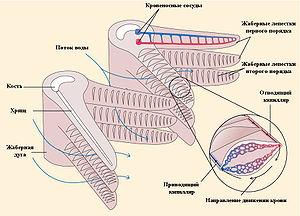 Кровеносные сосуды
Жаберные лепестки
первого порядка
Поток воды
Жаберные лепестки
второго порядка
Кость
Отводящий
капилляр
Хрящ
Жаберная
дуга
Приводящий
капилляр
Направление движения крови